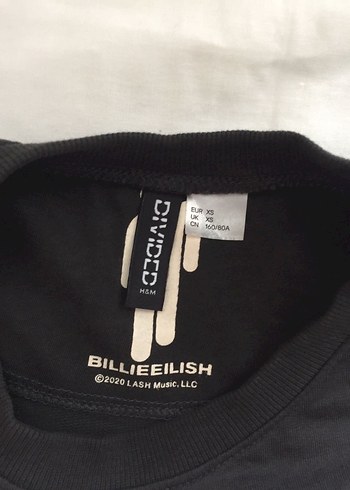 DIVIDED
H&M
EUR XS
UK XS
CN 160/80A
BILLIEEILISH
©2020 LASH Music, LLC